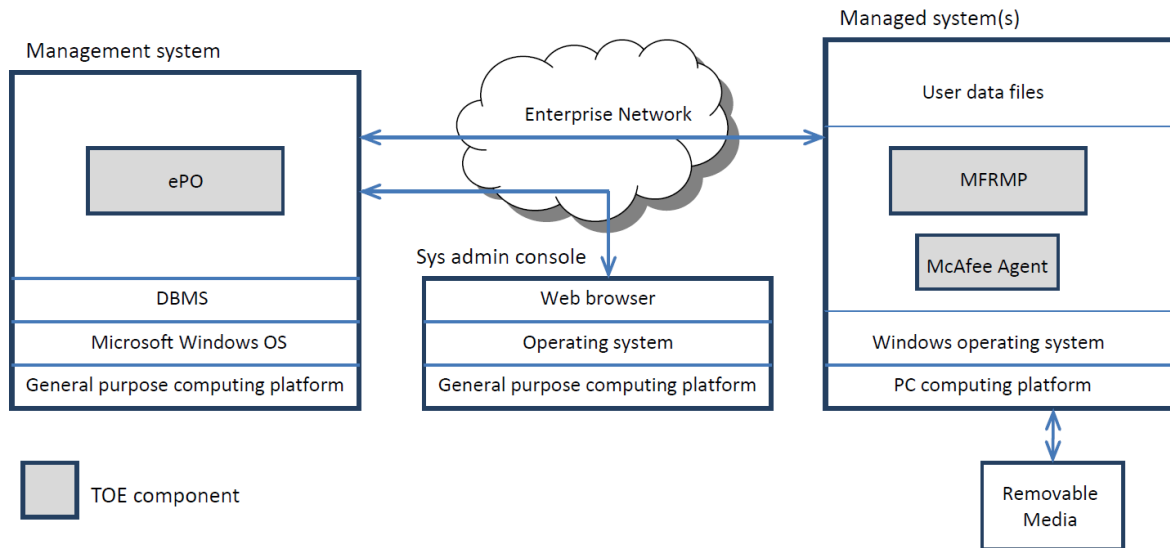 Management system
ePO
DBMS
Microsoft Windows OS
General purpose computing platform
Enterprise Network
Sys admin console
Web browser
Operating system
General purpose computing platform
Managed system(s)
User data files
MFRMP
McAfee Agent
Windows operating system
PC computing platform
Removable
Media
TOE component